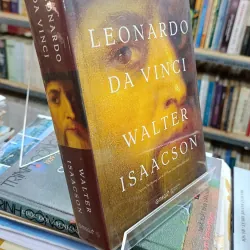 LEONARDO
DA VINCI
WALTER
ISAACSON
LEONARDO
DA VINCI
WALTER
ISAACSON